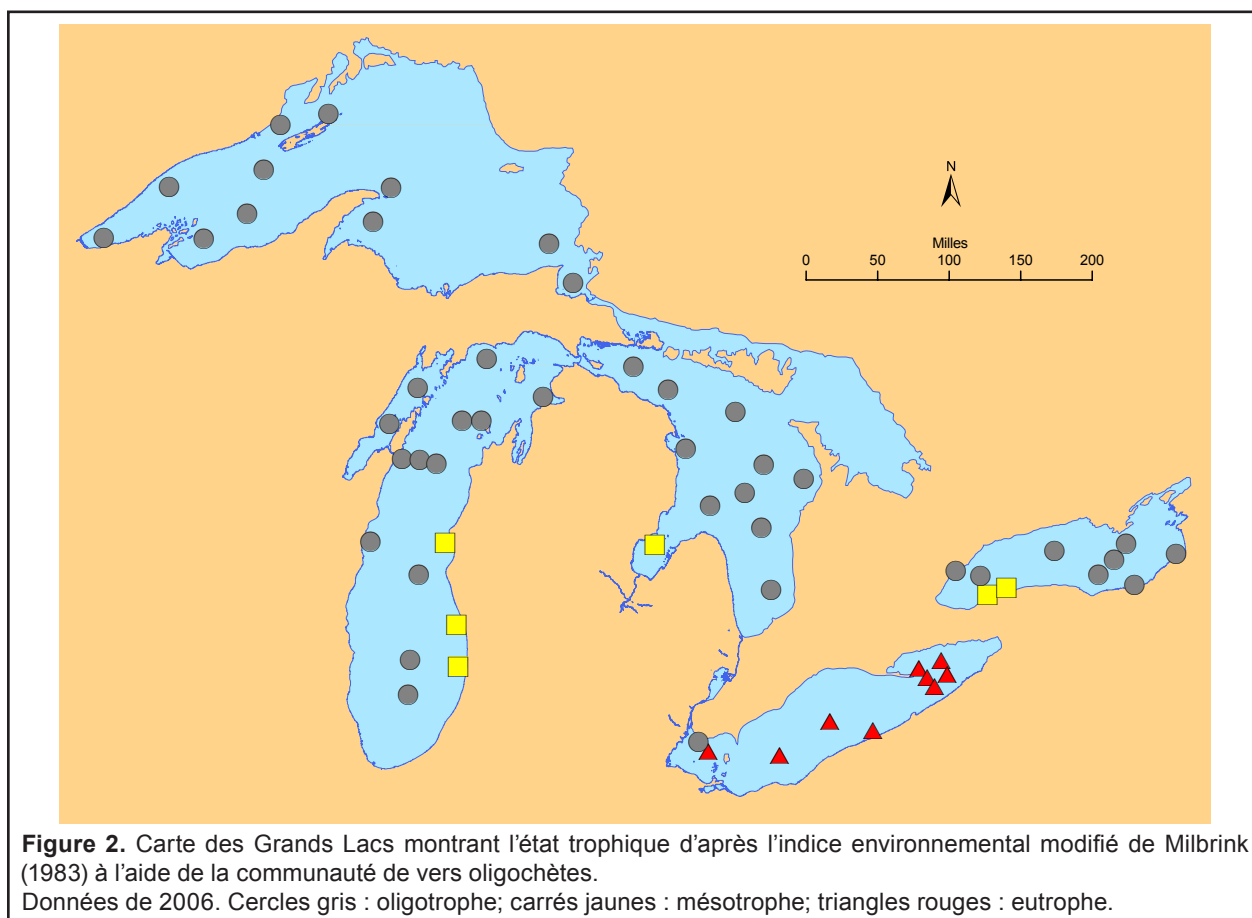 N
Milles
0 50 100 150 200
Figure 2. Carte des Grands Lacs montrant l'état trophique d'après l'indice environnemental modifié de Milbrink
(1983) à l'aide de la communauté de vers oligochètes.
Données de 2006. Cercles gris : oligotrophe; carrés jaunes : mésotrophe; triangles rouges : eutrophe.